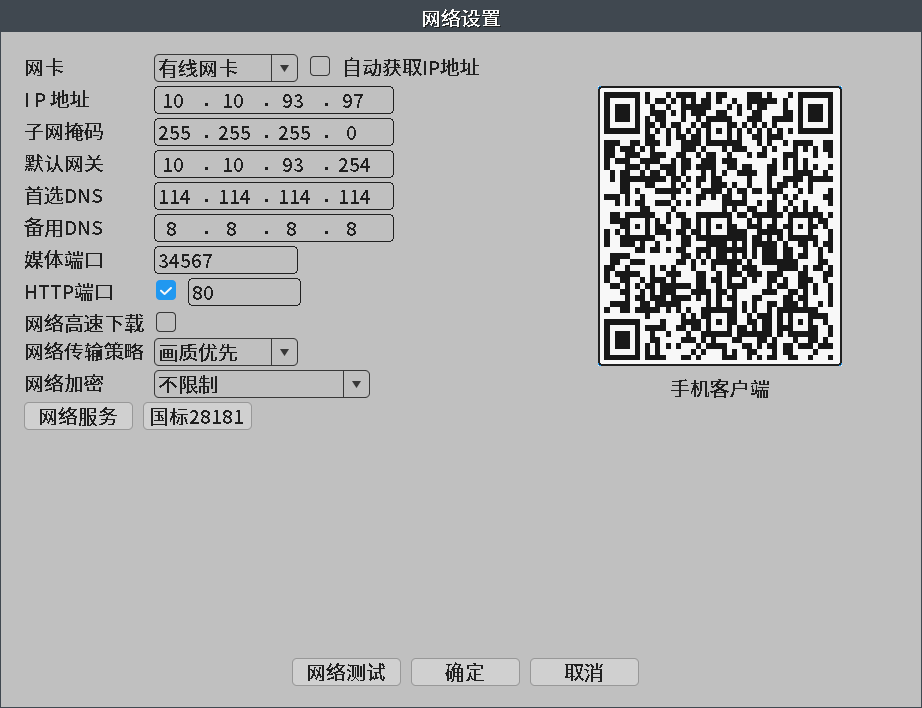 网络设置
网卡 有线网卡 自动获取IP地址
IP地址 10 . 10 . 93 . 97
子网掩码 255 . 255 . 255 . 0
默认网关 10 . 10 . 93 . 254
首选DNS 114 . 114 . 114 . 114
备用DNS 8 . 8 . 8 . 8
媒体端口 34567
HTTP端口 80
网络高速下载
网络传输策略 画质优先
网络加密 不限制
手机客户端
网络服务 国标28181
网络测试 确定 取消